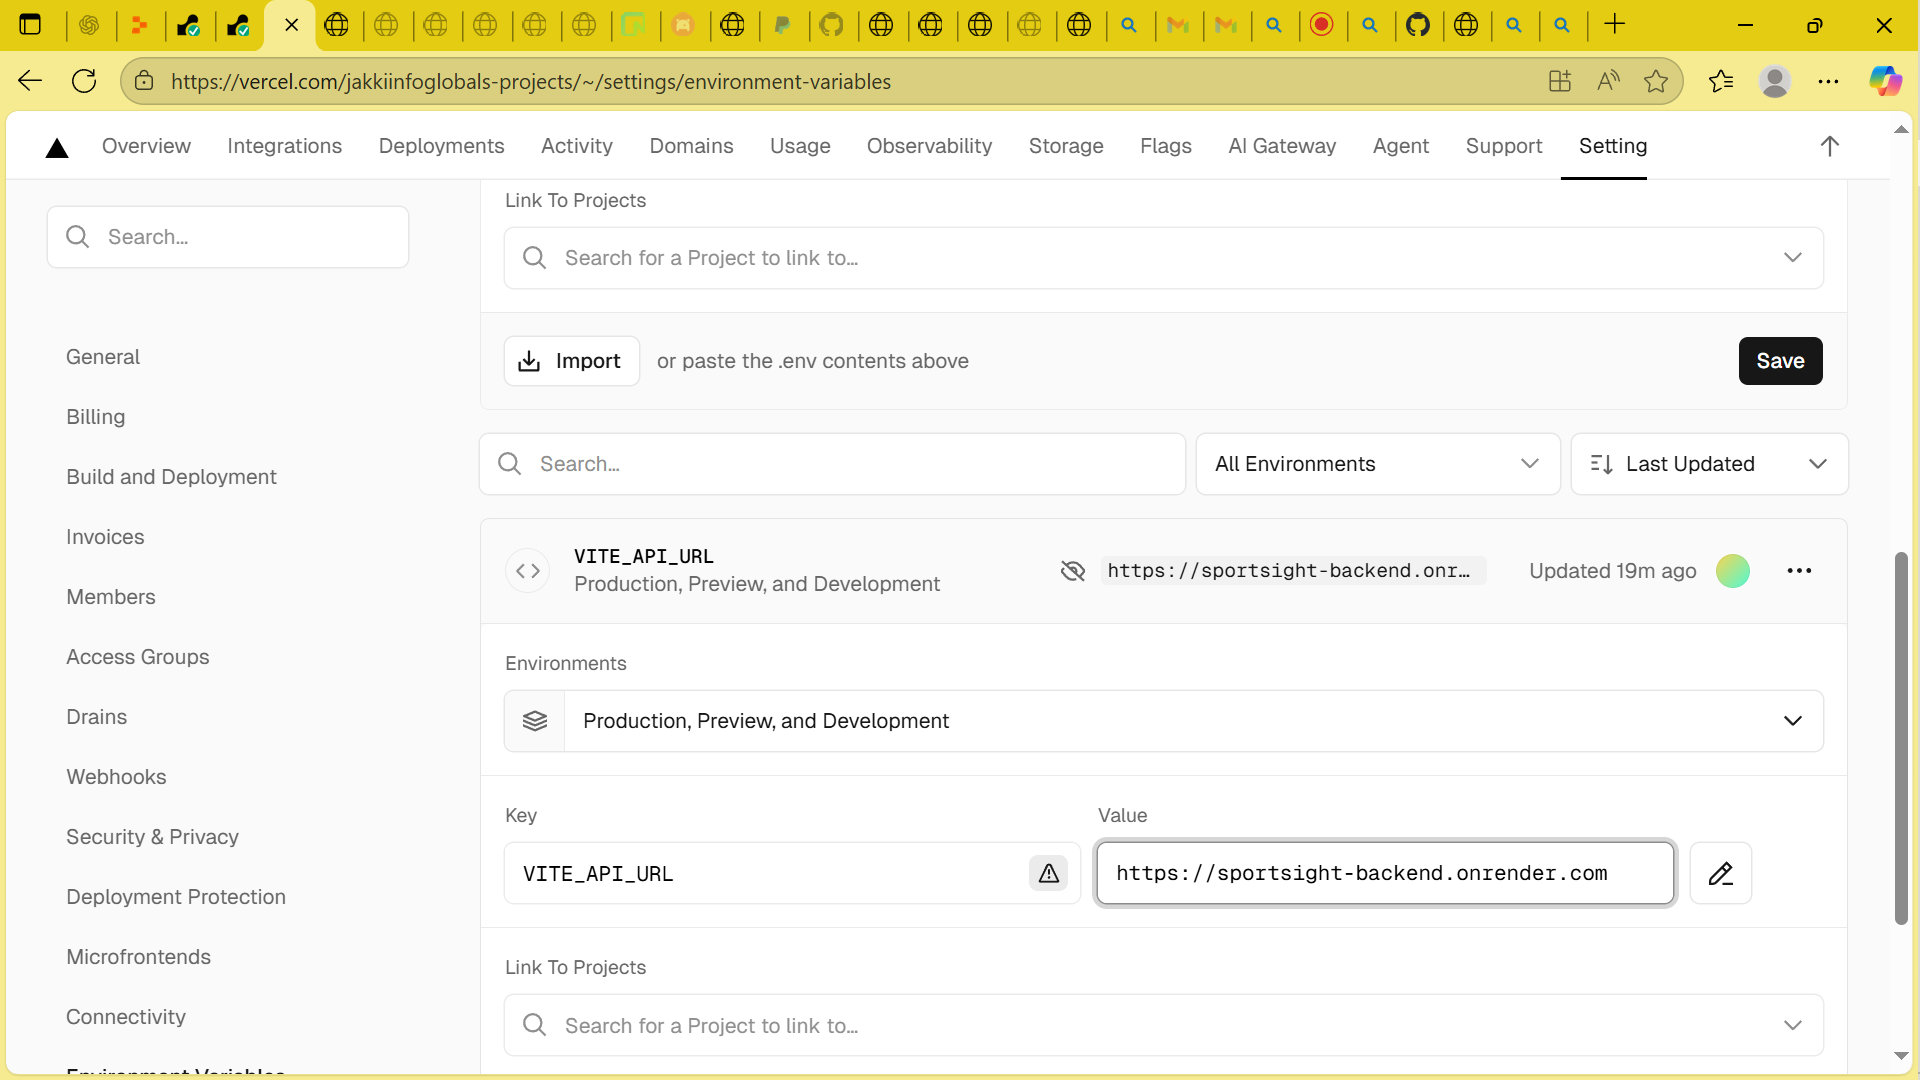 https://vercel.com/jakkiinfoglobals-projects/~/settings/environment-variables
Overview Integrations Deployments Activity Domains Usage Observability Storage Flags AI Gateway Agent Support Setting
Search...
General
Billing
Build and Deployment
Invoices
Members
Access Groups
Drains
Webhooks
Security & Privacy
Deployment Protection
Microfrontends
Connectivity
Environment Variables
Link To Projects
Search for a Project to link to...
Import or paste the .env contents above Save
Search... All Environments Last Updated
VITE_API_URL
Production, Preview, and Development
https://sportsight-backend.onr... Updated 19m ago
Environments
Production, Preview, and Development
Key Value
VITE_API_URL https://sportsight-backend.onrender.com
Link To Projects
Search for a Project to link to...